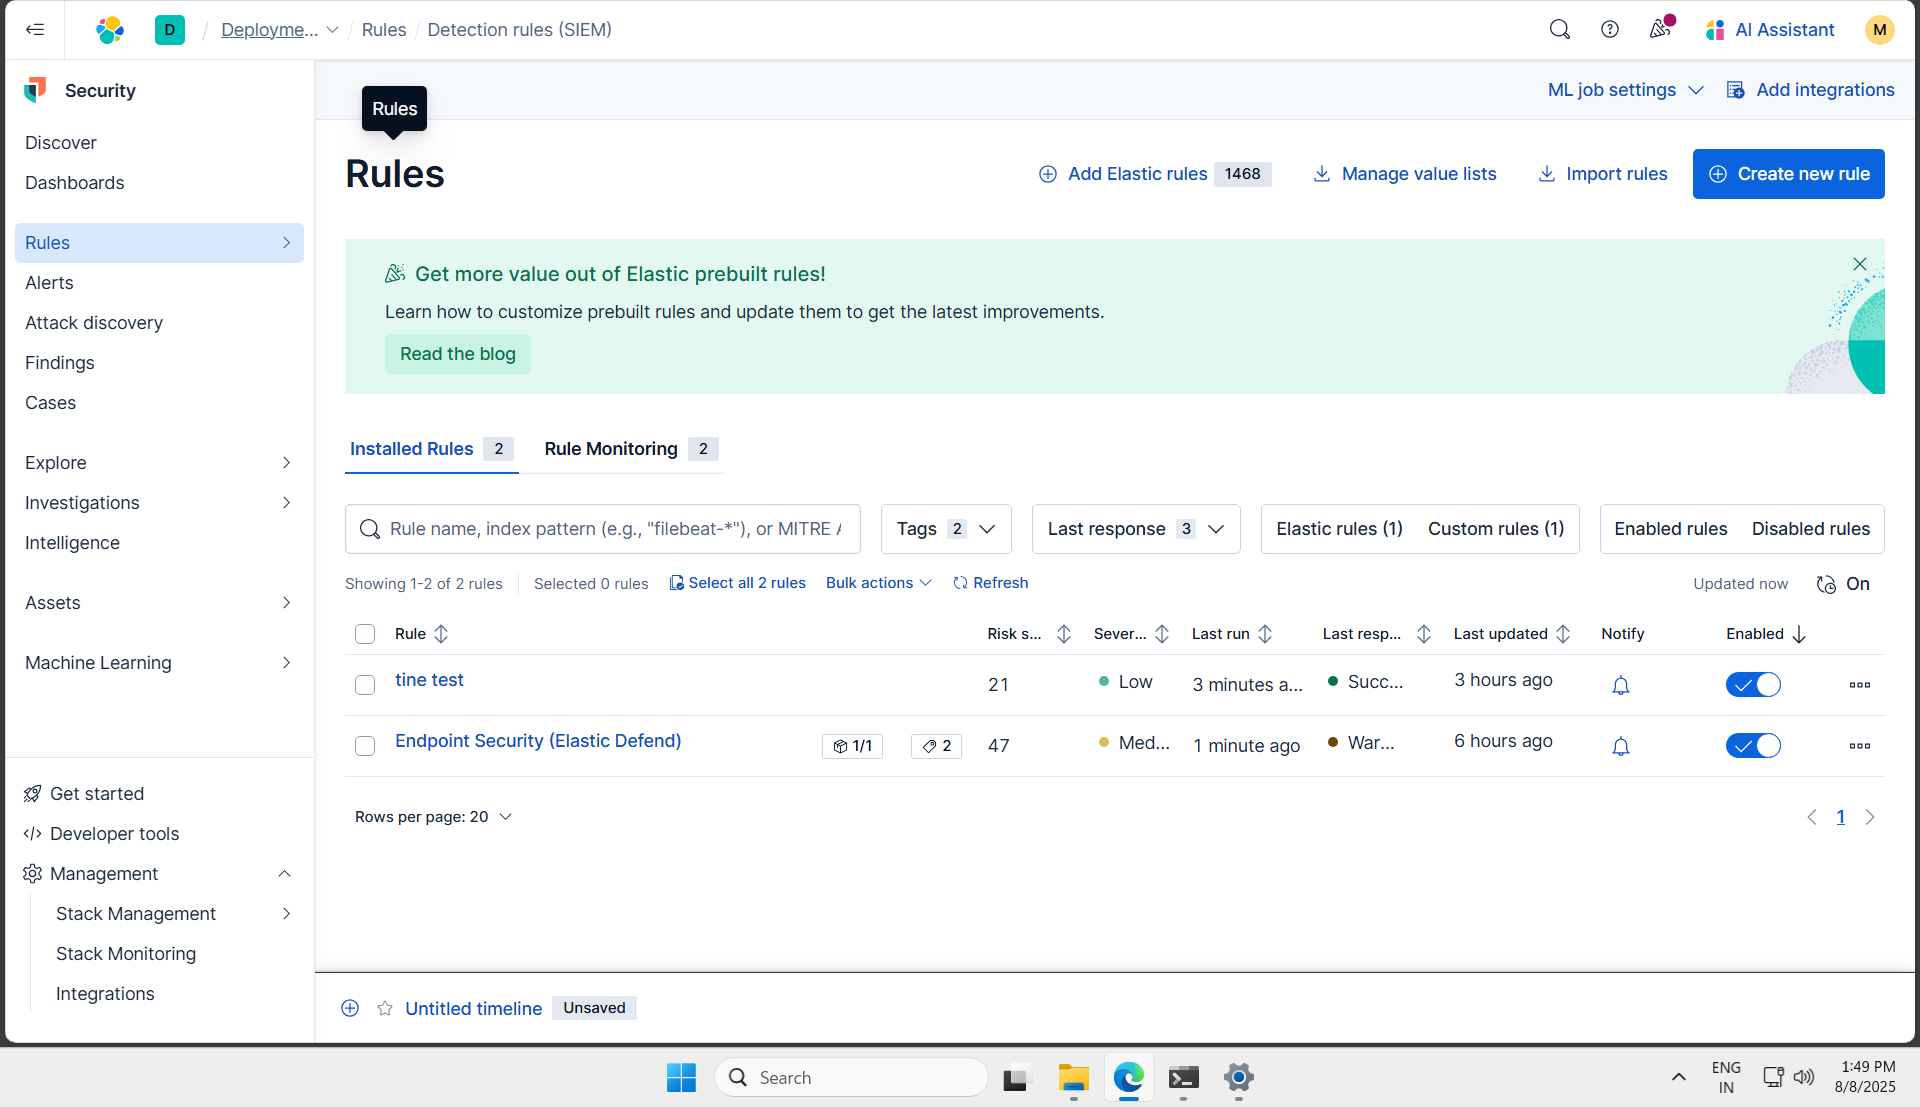 D / Deployme... / Rules / Detection rules (SIEM)
AI Assistant
M
Security
ML job settings
Add integrations
Rules
Discover
Dashboards
Rules
Alerts
Attack discovery
Findings
Cases
Explore
Investigations
Intelligence
Assets
Machine Learning
Get started
Developer tools
Management
Stack Management
Stack Monitoring
Integrations
Rules
Add Elastic rules 1468
Manage value lists
Import rules
Create new rule
Get more value out of Elastic prebuilt rules!
Learn how to customize prebuilt rules and update them to get the latest improvements.
Read the blog
Installed Rules 2
Rule Monitoring 2
Rule name, index pattern (e.g., "filebeat-*"), or MITRE
Tags 2
Last response 3
Elastic rules (1) Custom rules (1)
Enabled rules Disabled rules
Showing 1-2 of 2 rules
Selected 0 rules
Select all 2 rules
Bulk actions
Refresh
Updated now
On
Rule Risk s... Sever... Last run Last resp... Last updated Notify Enabled
tine test 21 Low 3 minutes a... Succ... 3 hours ago
Endpoint Security (Elastic Defend) 1/1 2 47 Med... 1 minute ago War... 6 hours ago
Rows per page: 20
1
Untitled timeline Unsaved
Search
ENG
IN
1:49 PM
8/8/2025